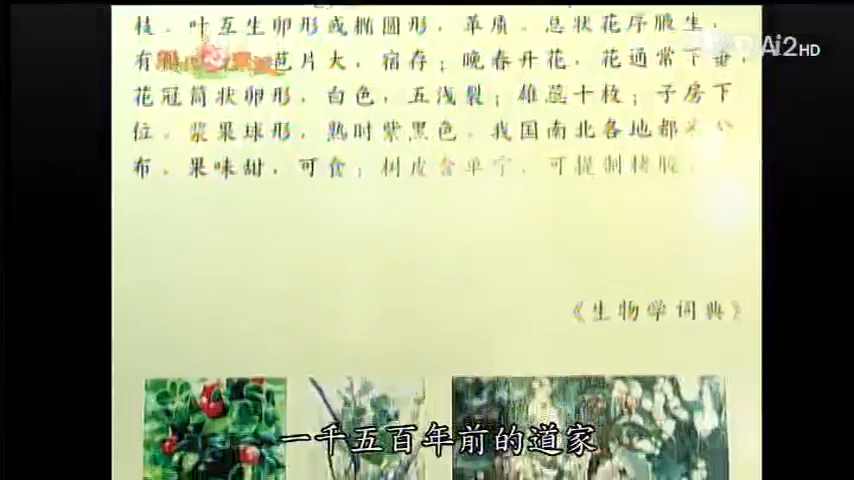 枝。叶互生卵形或椭圆形，革质。总状花序腋生，
有 苞片大，宿存；晚春开花，花通常下垂，
花冠筒状卵形，白色，五浅裂；雄蕊十枚；子房下
位。浆果球形，熟时紫黑色。我国南北各地都
布。果味甜，可食；树皮含单宁，可提制栲胶。
《生物学词典》
一千五百年前的道家
Ai2HD